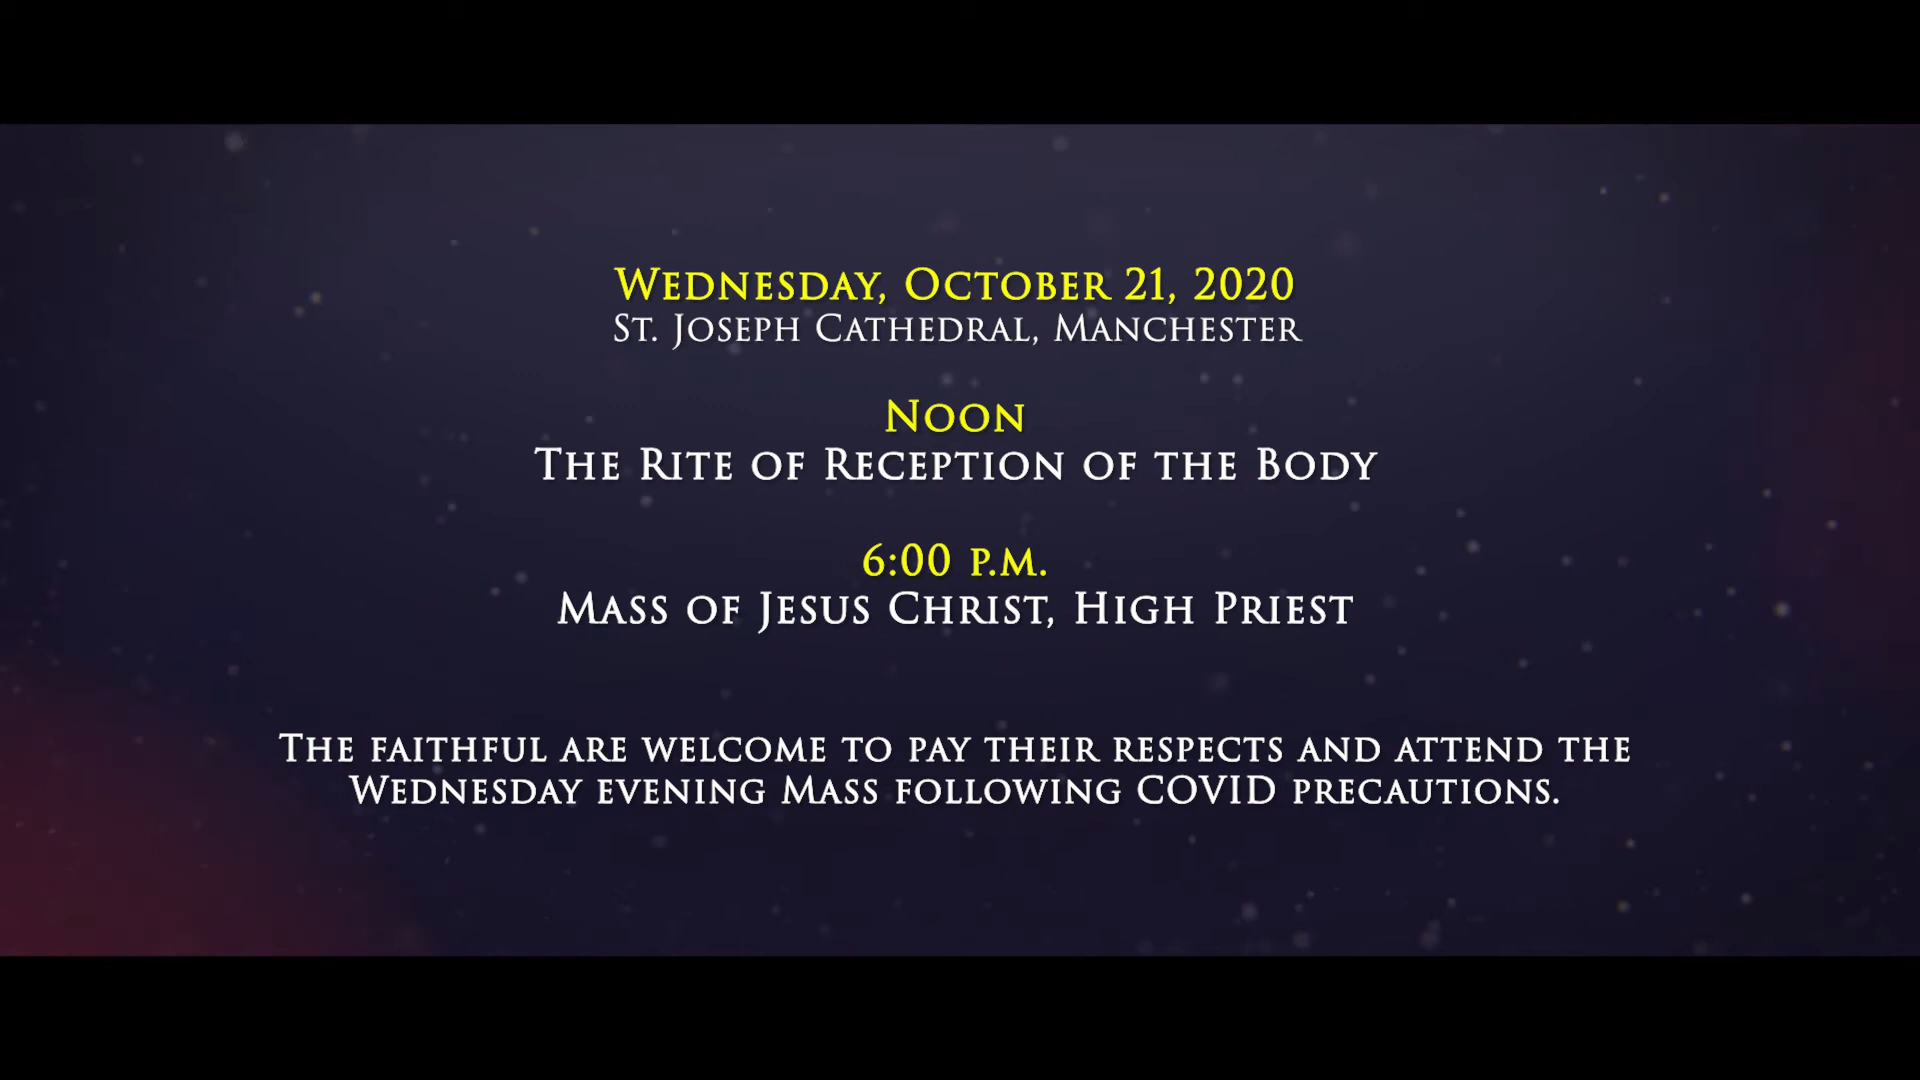 Wednesday, October 21, 2020
St. Joseph Cathedral, Manchester
Noon
The Rite of Reception of the Body
6:00 p.m.
Mass of Jesus Christ, High Priest
The faithful are welcome to pay their respects and attend the
Wednesday evening Mass following COVID precautions.